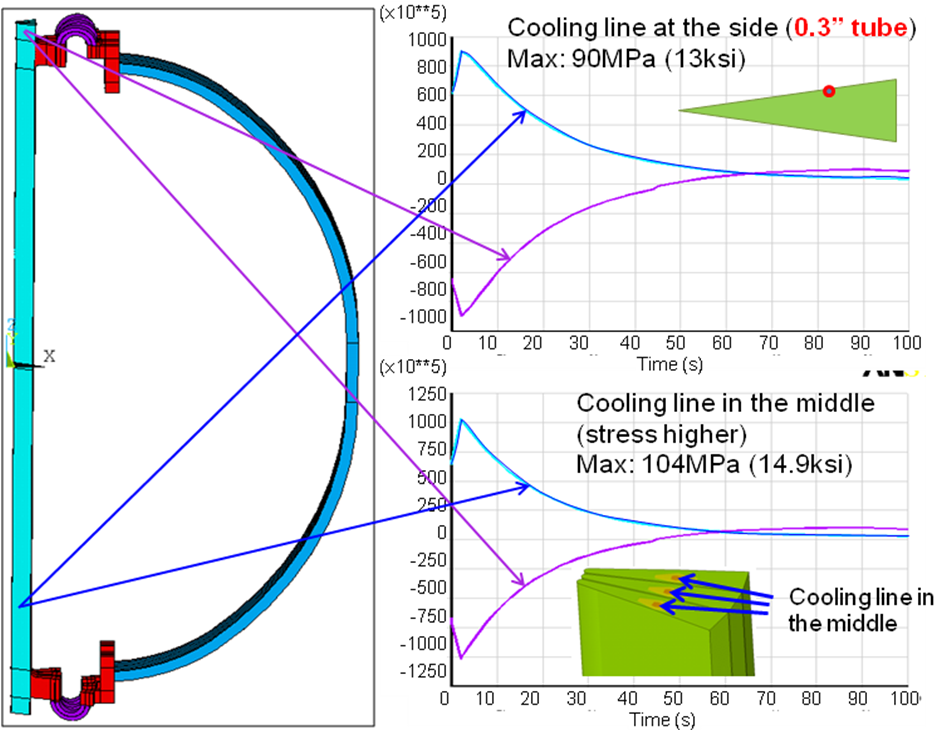 X
(x10**5)
Cooling line at the side (0.3" tube)
Max: 90MPa (13ksi)
1000
800
600
400
200
0
-200
-400
-600
-800
-1000
0 10 20 30 40 50 60 70 80 90 100
Time (s)
(x10**5)
Cooling line in the middle
(stress higher)
Max: 104MPa (14.9ksi)
1250
1000
750
500
250
0
-250
-500
-750
-1000
-1250
Cooling line in
the middle
0 10 20 30 40 50 60 70 80 90 100
Time (s)